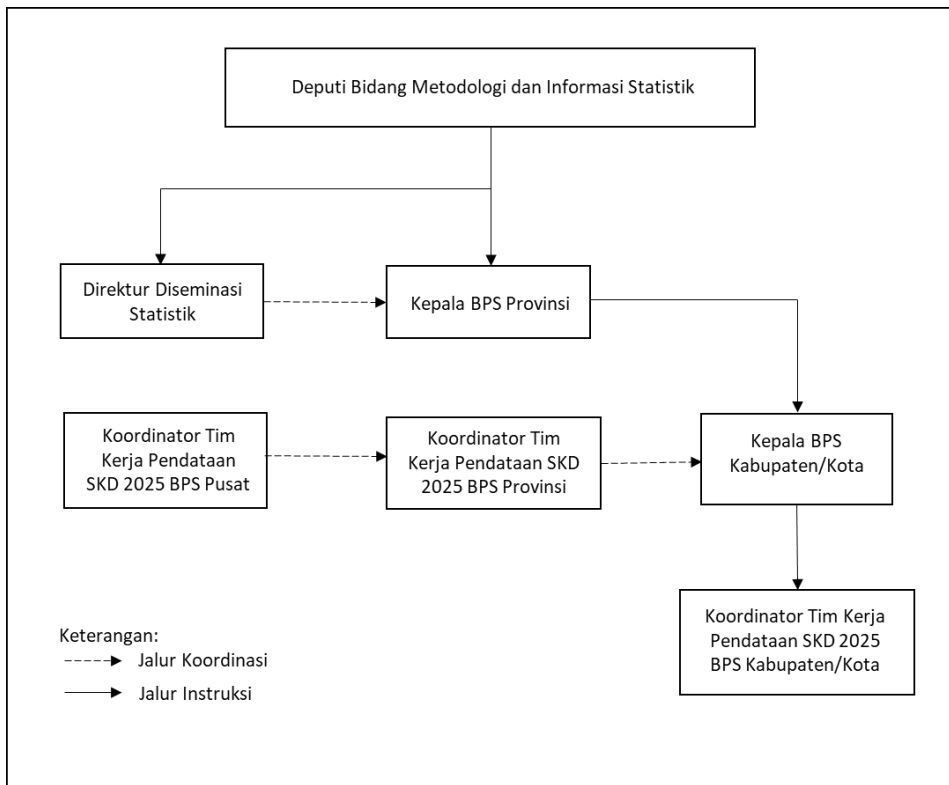 Deputi Bidang Metodologi dan Informasi Statistik
Direktur Diseminasi
Statistik
Kepala BPS Provinsi
Koordinator Tim
Kerja Pendataan
SKD 2025 BPS Pusat
Koordinator Tim
Kerja Pendataan SKD
2025 BPS Provinsi
Kepala BPS
Kabupaten/Kota
Koordinator Tim Kerja
Pendataan SKD 2025
BPS Kabupaten/Kota
Keterangan:
Jalur Koordinasi
Jalur Instruksi